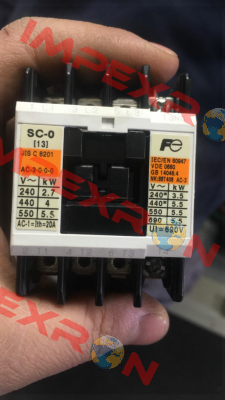 IMPEXRON
SC-0
[13]
JIS C 8201
AC-3-0-0-0
V~ kW
240 2.7
440 4
550 5.5
AC-1=Ith=20A
Fe
IEC/EN 60947
VDE 0660
GB 14048.4
V~ kW
240* 3.5
440* 5.5
550 5.5
690 5.5
Ui=690V
IMPEXRON